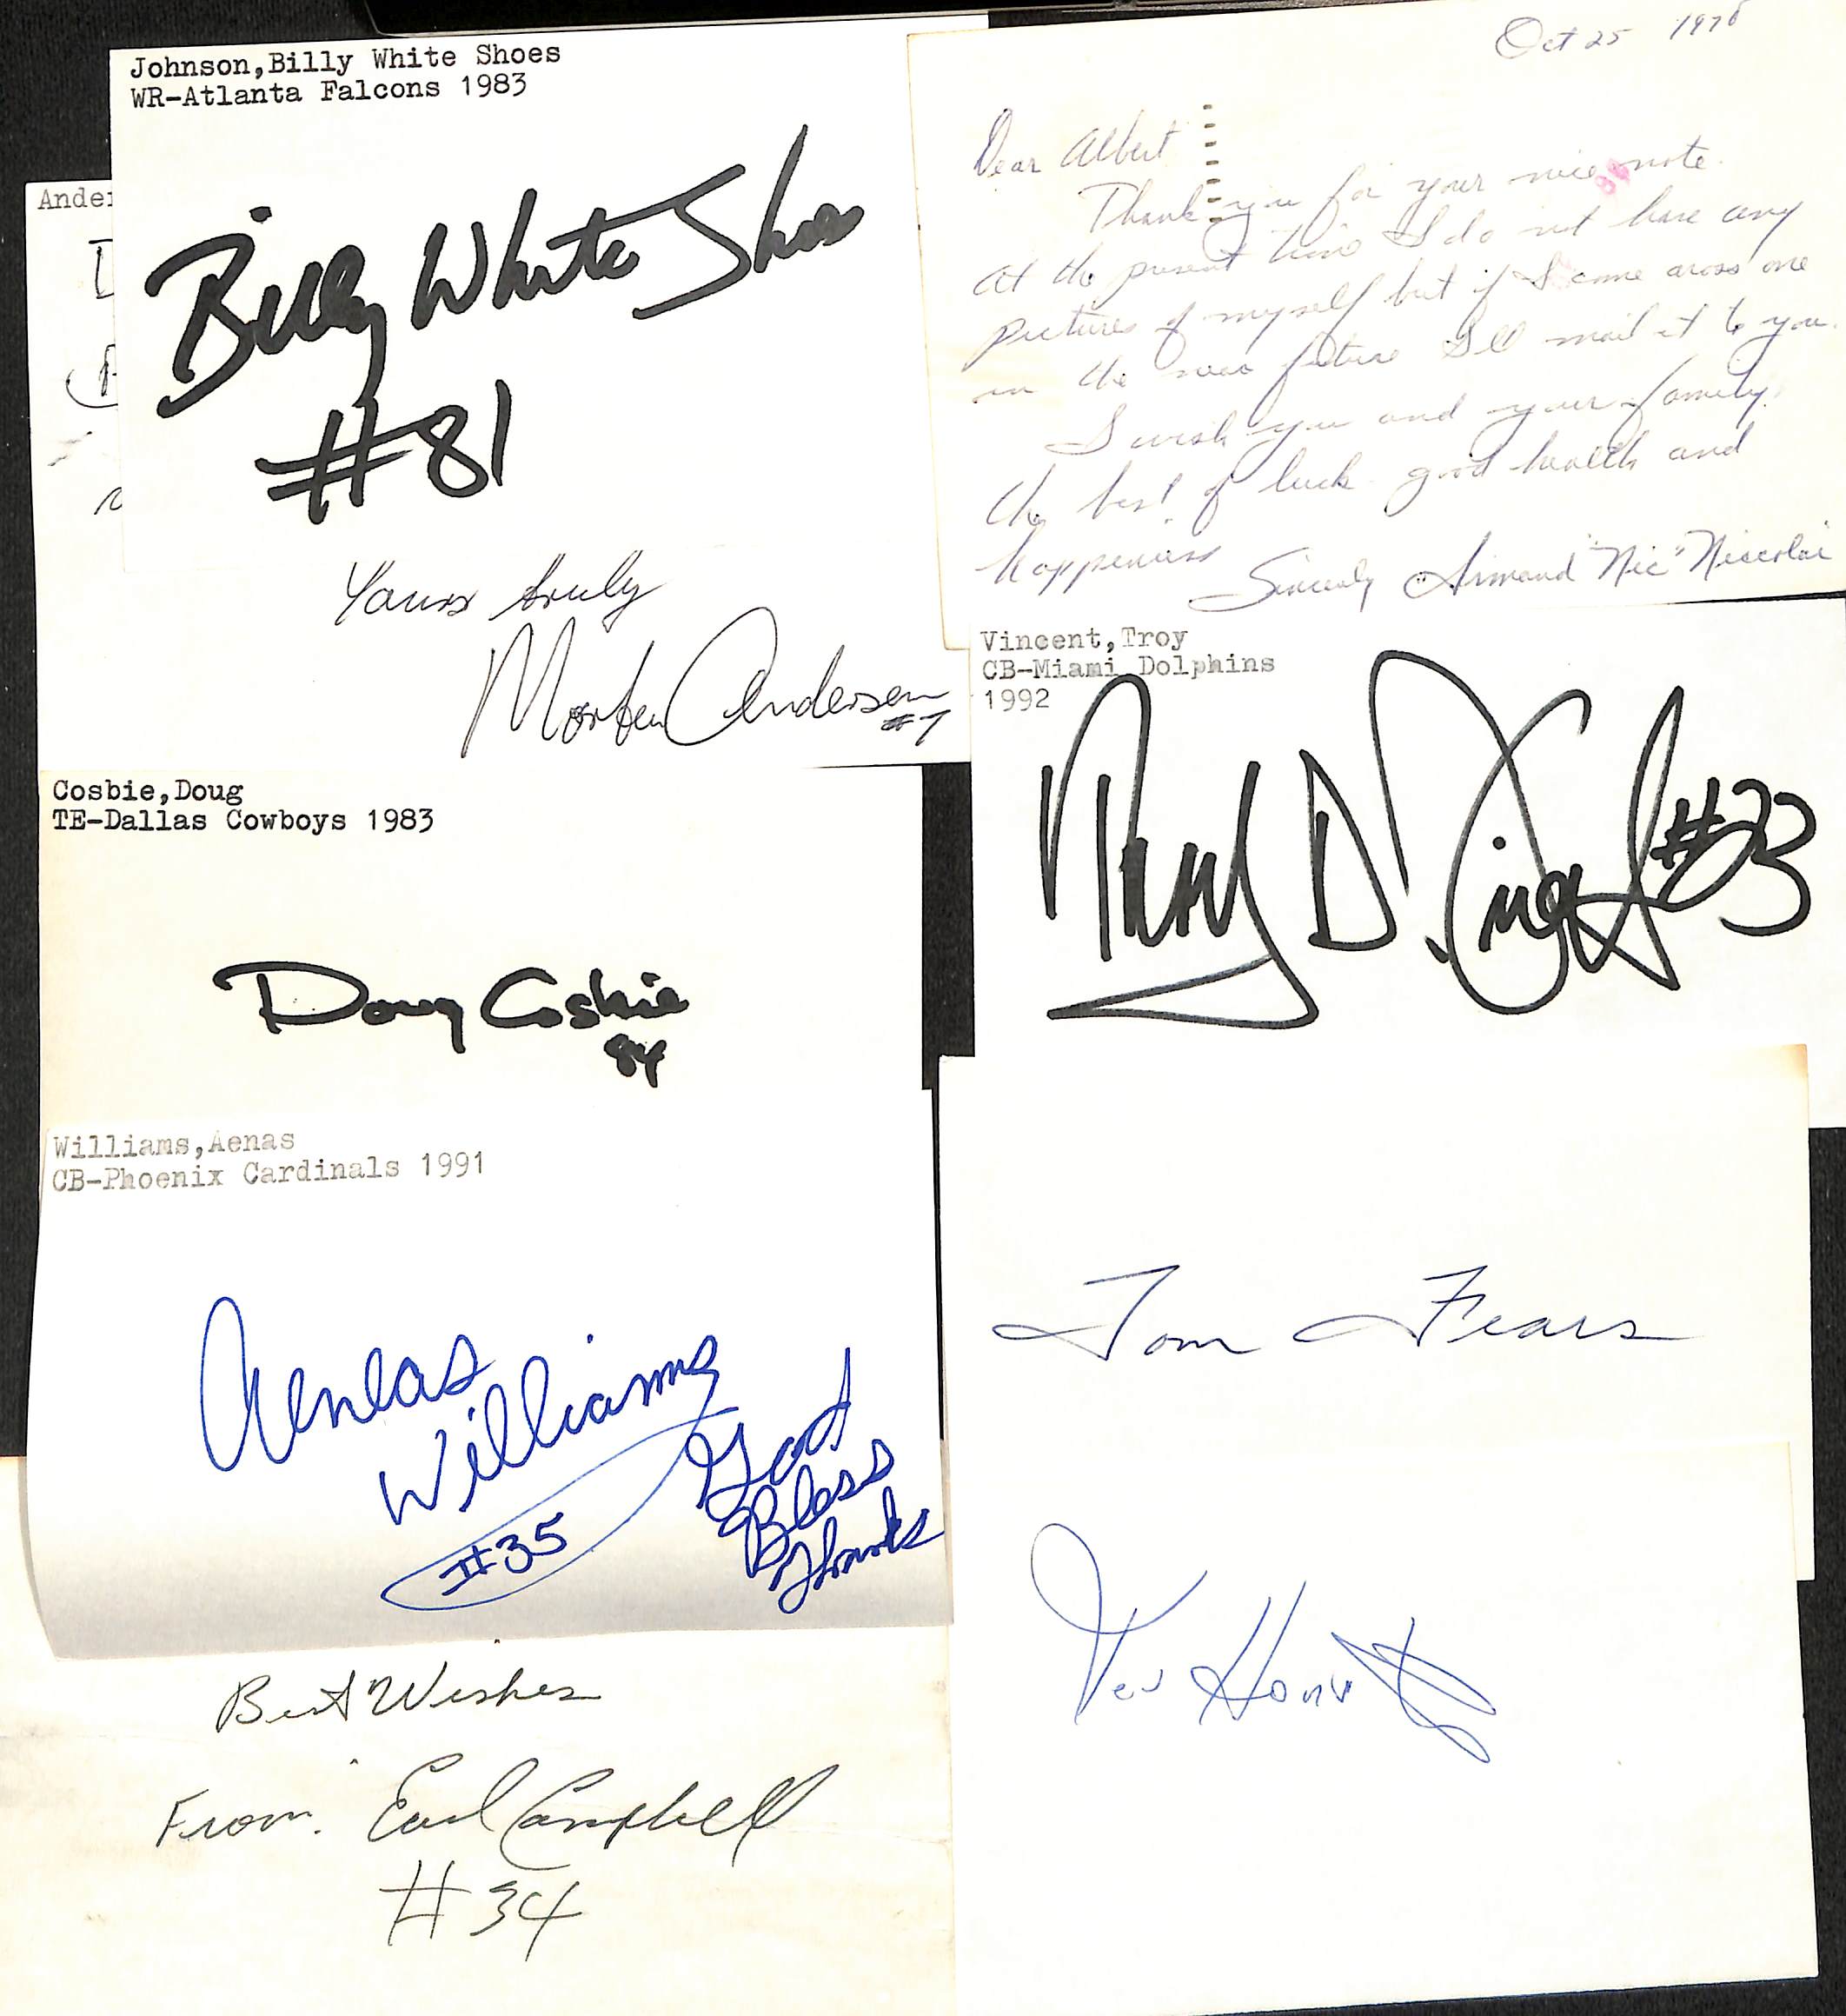 Johnson,Billy White Shoes
WR-Atlanta Falcons 1983
Billy White Shoes
#81
Yours truly
Morten Andersen
#7
Oct 25 1978
Dear Albert
Thank you for your nice note.
At the present time I do not have any
pictures of myself but if I come aross one
in the near future I'll mail it to you.
I wish you and your family
the best of luck good health and
happeness
Sincerely Armand "Nic" Niccolai
Vincent,Troy
CB-Miami Dolphins
1992
Troy D. Vincent #23
Cosbie,Doug
TE-Dallas Cowboys 1983
Doug Cosbie
84
Williams,Aenas
CB-Phoenix Cardinals 1991
Aeneas
Williams
#35
God
Bless
Thanks
Tom Fears
Best Wishes
From. Earl Campbell
#34